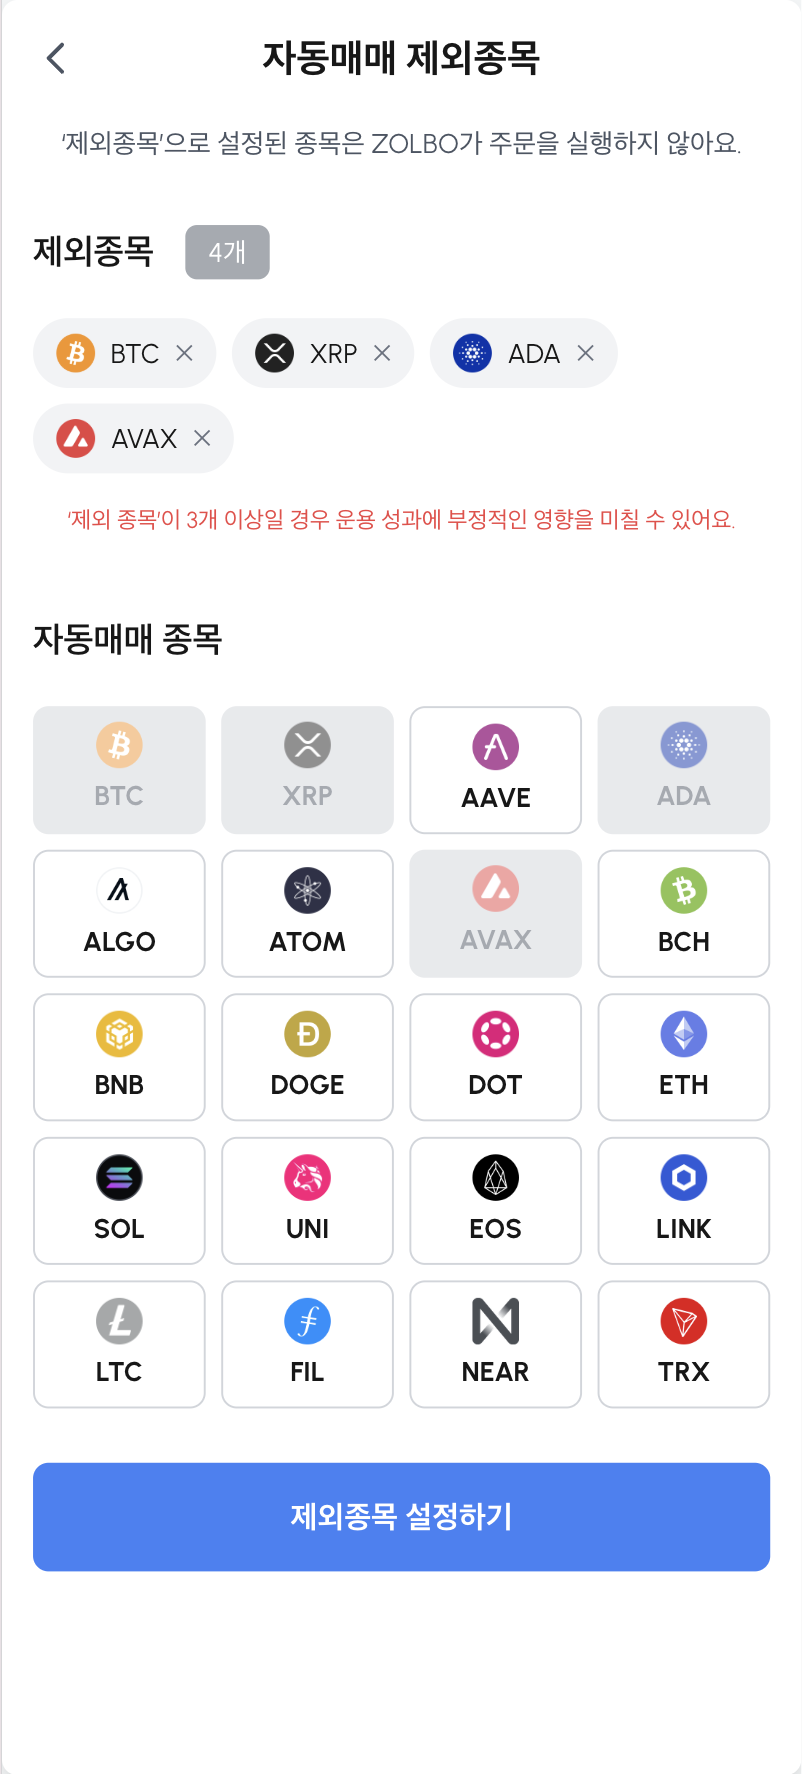 자동매매 제외종목
‘제외종목’으로 설정된 종목은 ZOLBO가 주문을 실행하지 않아요.
제외종목 4개
BTC XRP ADA
AVAX
‘제외 종목’이 3개 이상일 경우 운용 성과에 부정적인 영향을 미칠 수 있어요.
자동매매 종목
BTC XRP AAVE ADA
ALGO ATOM AVAX BCH
BNB DOGE DOT ETH
SOL UNI EOS LINK
LTC FIL NEAR TRX
제외종목 설정하기